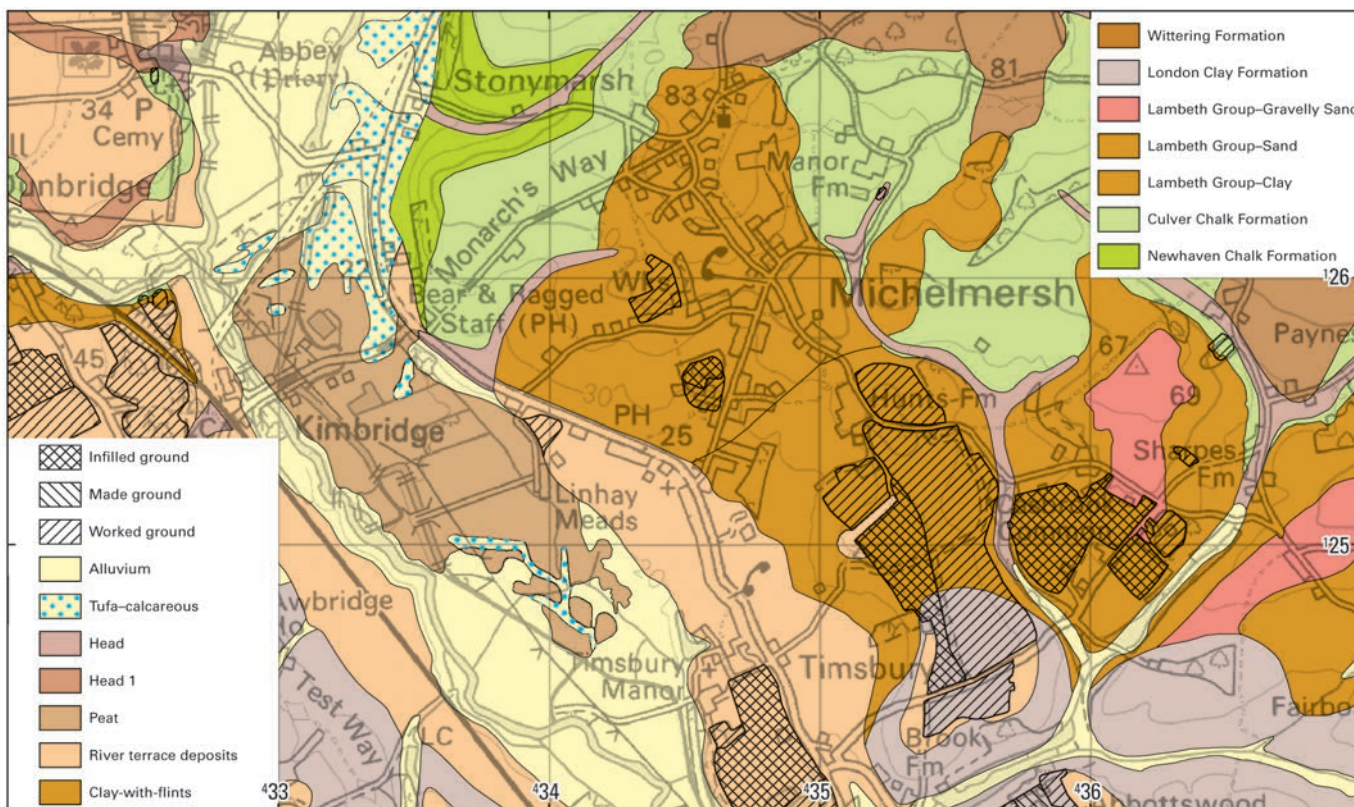 Abbey
(Priory)
Stonymarsh
34 P
Cemy
Dunbridge
83
81
Manor
Fm
Monarch's Way
Bear & Ragged
Staff (PH)
Michelmersh
126
45
67
69
Paynes
Hunts Fm
30
PH
25
Kimbridge
Linhay
Meads
Sharpes
Fm
125
Awbridge
Timsbury
Manor
Timsbury
Test Way
LC
Brook
Fm
433
434
435
436
Wittering Formation
London Clay Formation
Lambeth Group–Gravelly Sand
Lambeth Group–Sand
Lambeth Group–Clay
Culver Chalk Formation
Newhaven Chalk Formation
Infilled ground
Made ground
Worked ground
Alluvium
Tufa–calcareous
Head
Head 1
Peat
River terrace deposits
Clay-with-flints